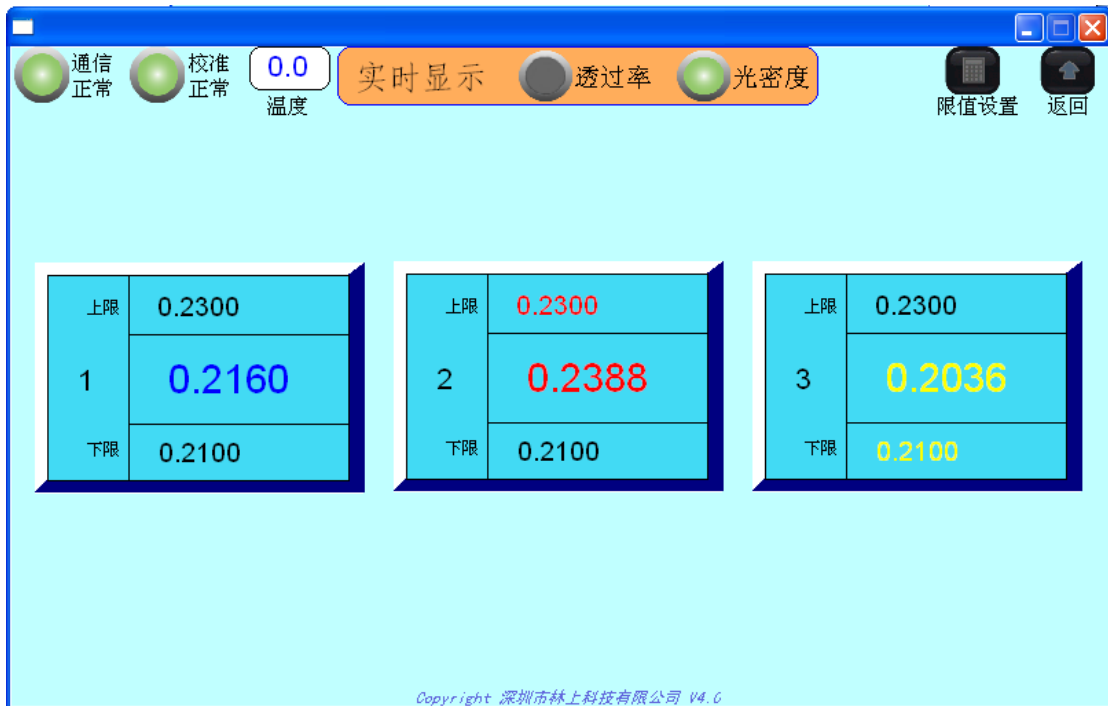 通信
正常
校准
正常
0.0
温度
实时显示
透过率
光密度
限值设置
返回
上限 0.2300
1 0.2160
下限 0.2100
上限 0.2300
2 0.2388
下限 0.2100
上限 0.2300
3 0.2036
下限 0.2100
Copyright 深圳市林上科技有限公司